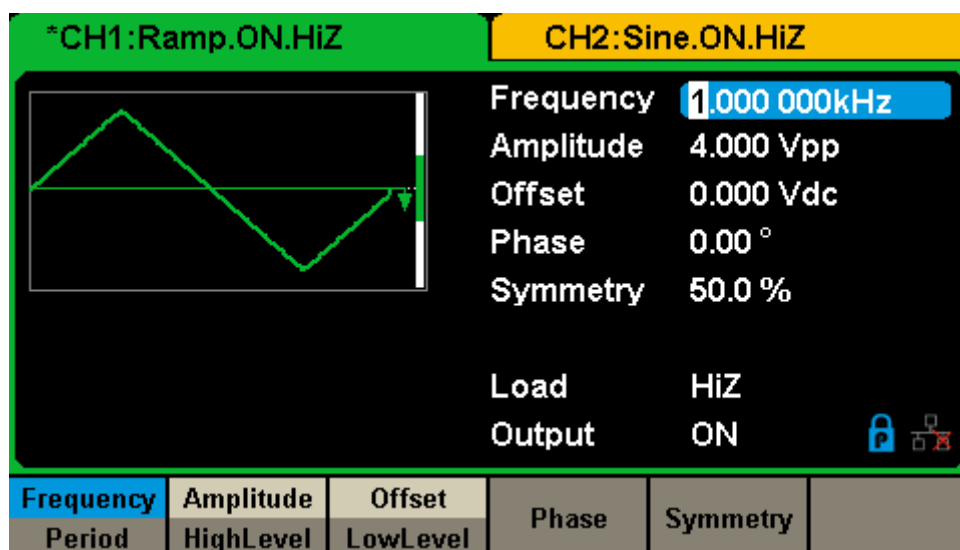 *CH1:Ramp.ON.HiZ
CH2:Sine.ON.HiZ
Frequency 1.000 000kHz
Amplitude 4.000 Vpp
Offset 0.000 Vdc
Phase 0.00 °
Symmetry 50.0 %
Load HiZ
Output ON
P
Frequency Amplitude Offset
Phase Symmetry
Period HighLevel LowLevel